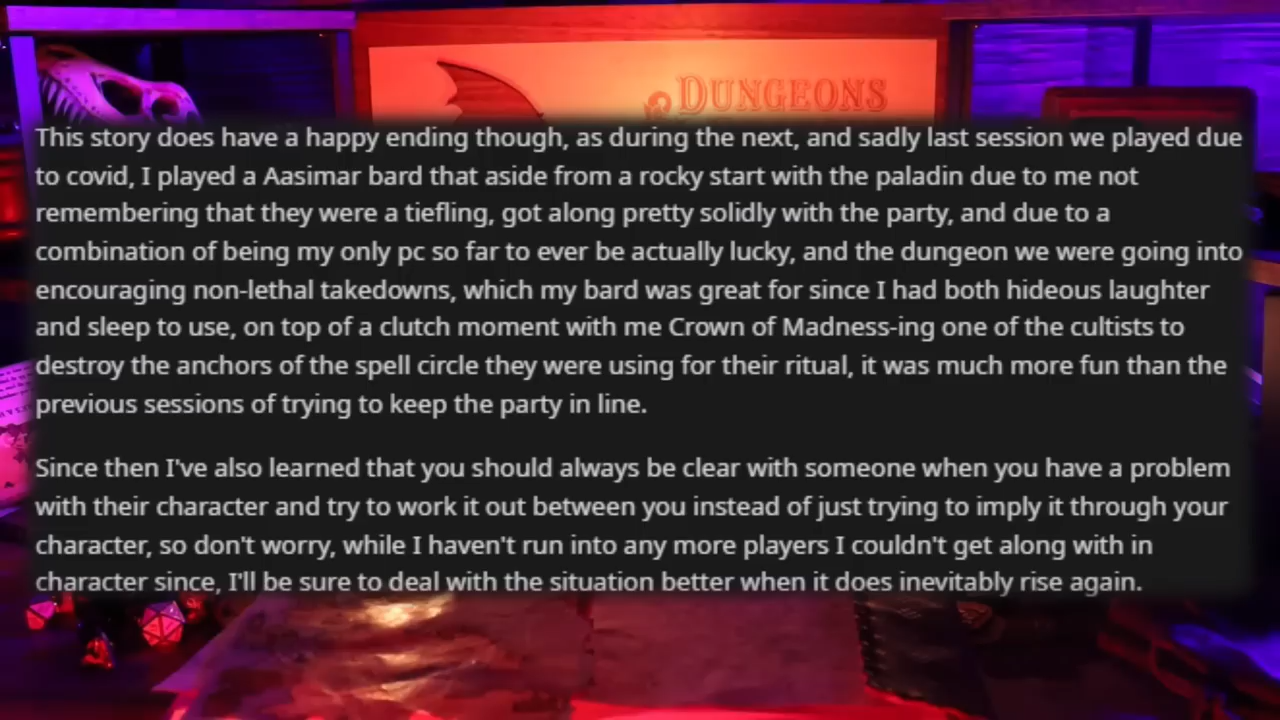 DUNGEONS
This story does have a happy ending though, as during the next, and sadly last session we played due
to covid, I played a Aasimar bard that aside from a rocky start with the paladin due to me not
remembering that they were a tiefling, got along pretty solidly with the party, and due to a
combination of being my only pc so far to ever be actually lucky, and the dungeon we were going into
encouraging non-lethal takedowns, which my bard was great for since I had both hideous laughter
and sleep to use, on top of a clutch moment with me Crown of Madness-ing one of the cultists to
destroy the anchors of the spell circle they were using for their ritual, it was much more fun than the
previous sessions of trying to keep the party in line.
Since then I've also learned that you should always be clear with someone when you have a problem
with their character and try to work it out between you instead of just trying to imply it through your
character, so don't worry, while I haven't run into any more players I couldn't get along with in
character since, I'll be sure to deal with the situation better when it does inevitably rise again.